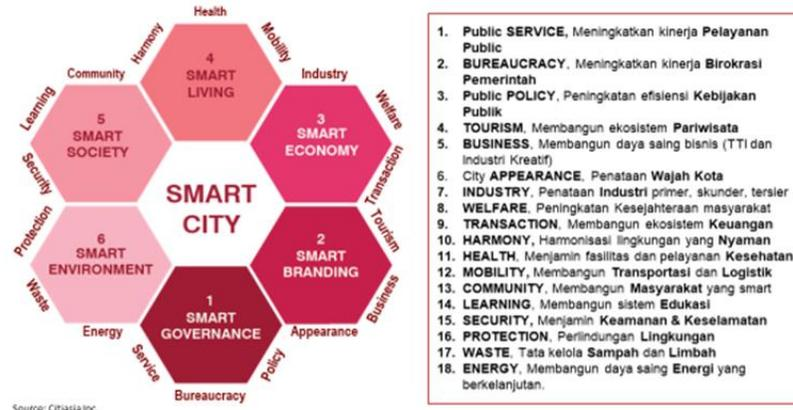 Health
Harmony
Mobility
4
SMART
LIVING
Community
Industry
Learning
5
SMART
SOCIETY
3
SMART
ECONOMY
Welfare
Security
Transaction
SMART
CITY
Protection
6
SMART
ENVIRONMENT
2
SMART
BRANDING
Tourism
Waste
Business
Energy
1
SMART
GOVERNANCE
Appearance
Service
Policy
Bureaucracy
Source: Citiasia Inc
1. Public SERVICE, Meningkatkan kinerja Pelayanan
Public
2. BUREAUCRACY, Meningkatkan kinerja Birokrasi
Pemerintah
3. Public POLICY, Peningkatan efisiensi Kebijakan
Publik
4. TOURISM, Membangun ekosistem Pariwisata
5. BUSINESS, Membangun daya saing bisnis (TTI dan
Industri Kreatif)
6. City APPEARANCE, Penataan Wajah Kota
7. INDUSTRY, Penataan Industri primer, skunder, tersier
8. WELFARE, Peningkatan Kesejahteraan masyarakat
9. TRANSACTION, Membangun ekosistem Keuangan
10. HARMONY, Harmonisasi lingkungan yang Nyaman
11. HEALTH, Menjamin fasilitas dan pelayanan Kesehatan
12. MOBILITY, Membangun Transportasi dan Logistik
13. COMMUNITY, Membangun Masyarakat yang smart
14. LEARNING, Membangun sistem Edukasi
15. SECURITY, Menjamin Keamanan & Keselamatan
16. PROTECTION, Perlindungan Lingkungan
17. WASTE, Tata kelola Sampah dan Limbah
18. ENERGY, Membangun daya saing Energi yang
berkelanjutan.